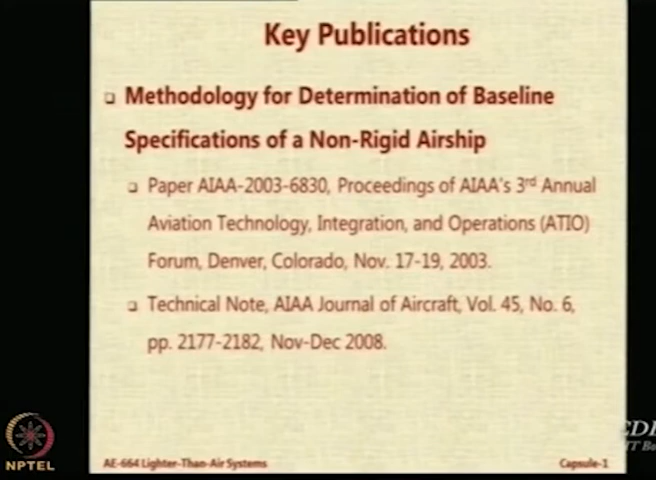 Key Publications
❑ Methodology for Determination of Baseline
Specifications of a Non-Rigid Airship
❑ Paper AIAA-2003-6830, Proceedings of AIAA's 3rd Annual
Aviation Technology, Integration, and Operations (ATIO)
Forum, Denver, Colorado, Nov. 17-19, 2003.
❑ Technical Note, AIAA Journal of Aircraft, Vol. 45, No. 6,
pp. 2177-2182, Nov-Dec 2008.
NPTEL
AE-664 Lighter-Than-Air Systems
Capsule-1